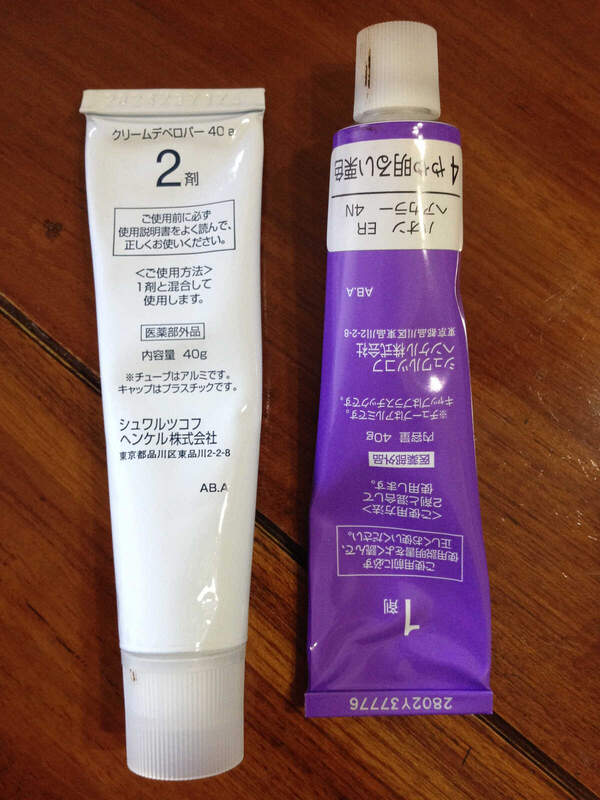 クリームデベロパー 40 a
2剤
ご使用前に必ず
使用説明書をよく読んで、
正しくお使いください。
<ご使用方法>
1剤と混合して
使用します。
医薬部外品
内容量 40g
※チューブはアルミです。
キャップはプラスチックです。
シュワルツコフ
ヘンケル株式会社
東京都品川区東品川2-2-8
AB.A
2802Y37776
1剤
ご使用前に必ず
使用説明書をよく読んで、
正しくお使いください。
<ご使用方法>
2剤と混合して
使用します。
医薬部外品
内容量 40g
※チューブはアルミです。
キャップはプラスチックです。
シュワルツコフ
ヘンケル株式会社
東京都品川区東品川2-2-8
AB.A
パオン ER
ヘアカラー 4N
4 やや明るい栗色